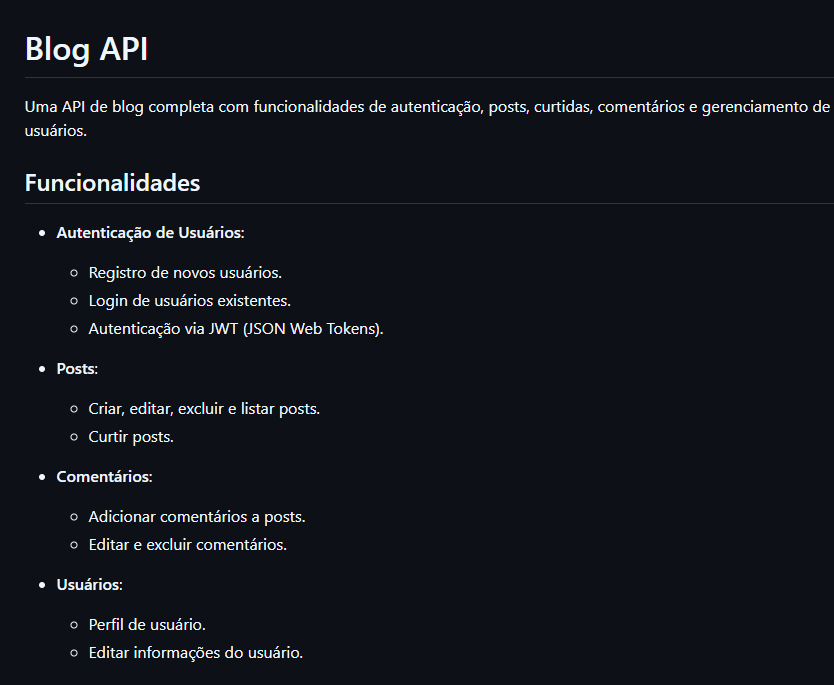 Blog API
Uma API de blog completa com funcionalidades de autenticação, posts, curtidas, comentários e gerenciamento de
usuários.
Funcionalidades
Autenticação de Usuários:
Registro de novos usuários.
Login de usuários existentes.
Autenticação via JWT (JSON Web Tokens).
Posts:
Criar, editar, excluir e listar posts.
Curtir posts.
Comentários:
Adicionar comentários a posts.
Editar e excluir comentários.
Usuários:
Perfil de usuário.
Editar informações do usuário.